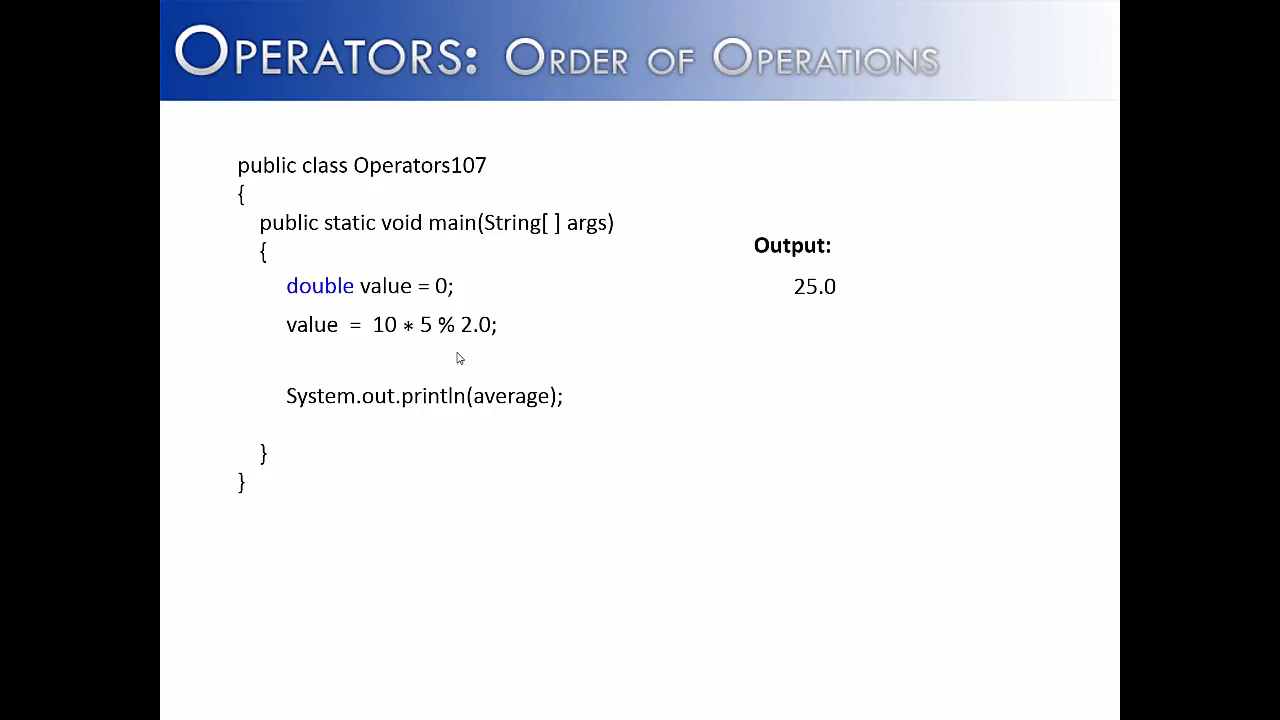 Operators: Order of Operations
public class Operators107
{
public static void main(String[ ] args)
{
double value = 0;
value = 10 * 5 % 2.0;
System.out.println(average);
}
}
Output:
25.0